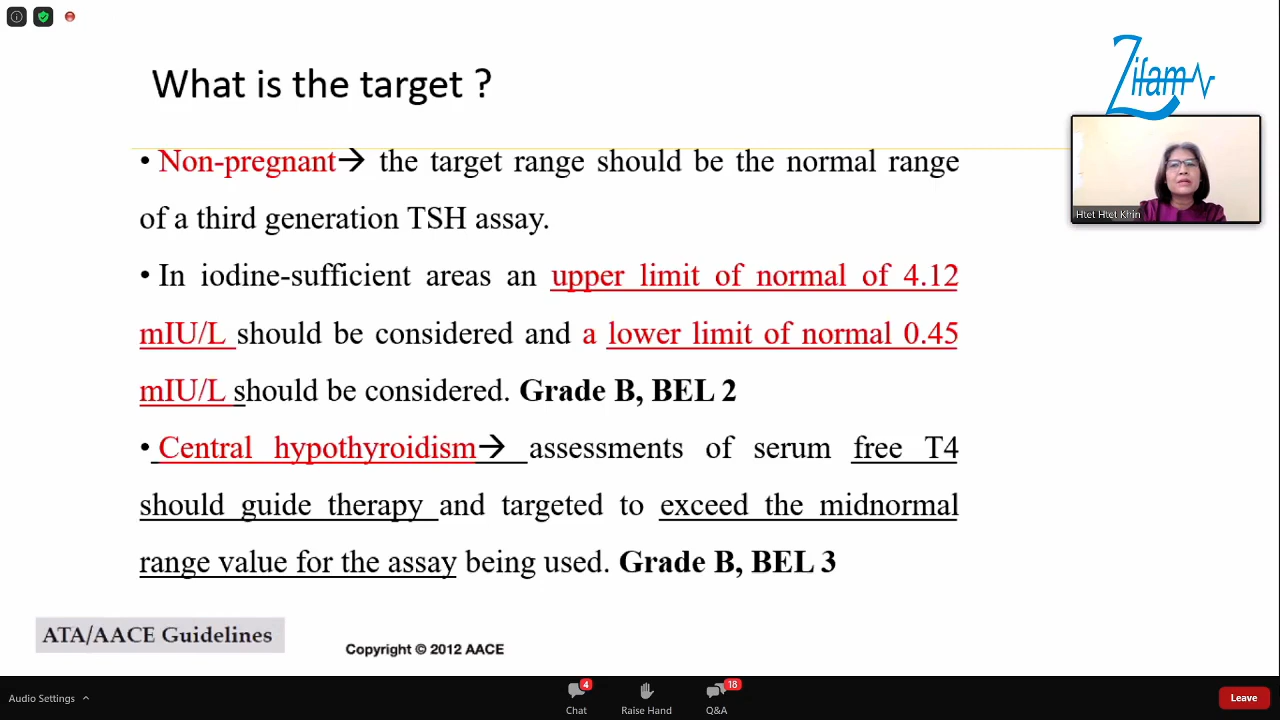 What is the target ?
Zifam
• Non-pregnant→ the target range should be the normal range
of a third generation TSH assay.
• In iodine-sufficient areas an upper limit of normal of 4.12
mIU/L should be considered and a lower limit of normal 0.45
mIU/L should be considered. Grade B, BEL 2
• Central hypothyroidism→ assessments of serum free T4
should guide therapy and targeted to exceed the midnormal
range value for the assay being used. Grade B, BEL 3
Htet Htet Khin
ATA/AACE Guidelines
Copyright © 2012 AACE
Audio Settings
4
Chat
Raise Hand
18
Q&A
Leave